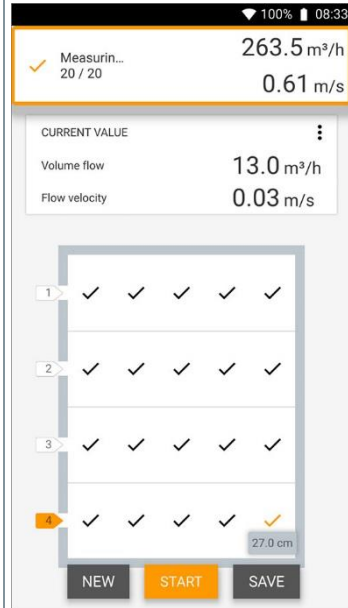 100% 08:33
Measurin... 263.5 m³/h
20 / 20
0.61 m/s
CURRENT VALUE
Volume flow 13.0 m³/h
Flow velocity 0.03 m/s
1
2
3
4
27.0 cm
NEW START SAVE